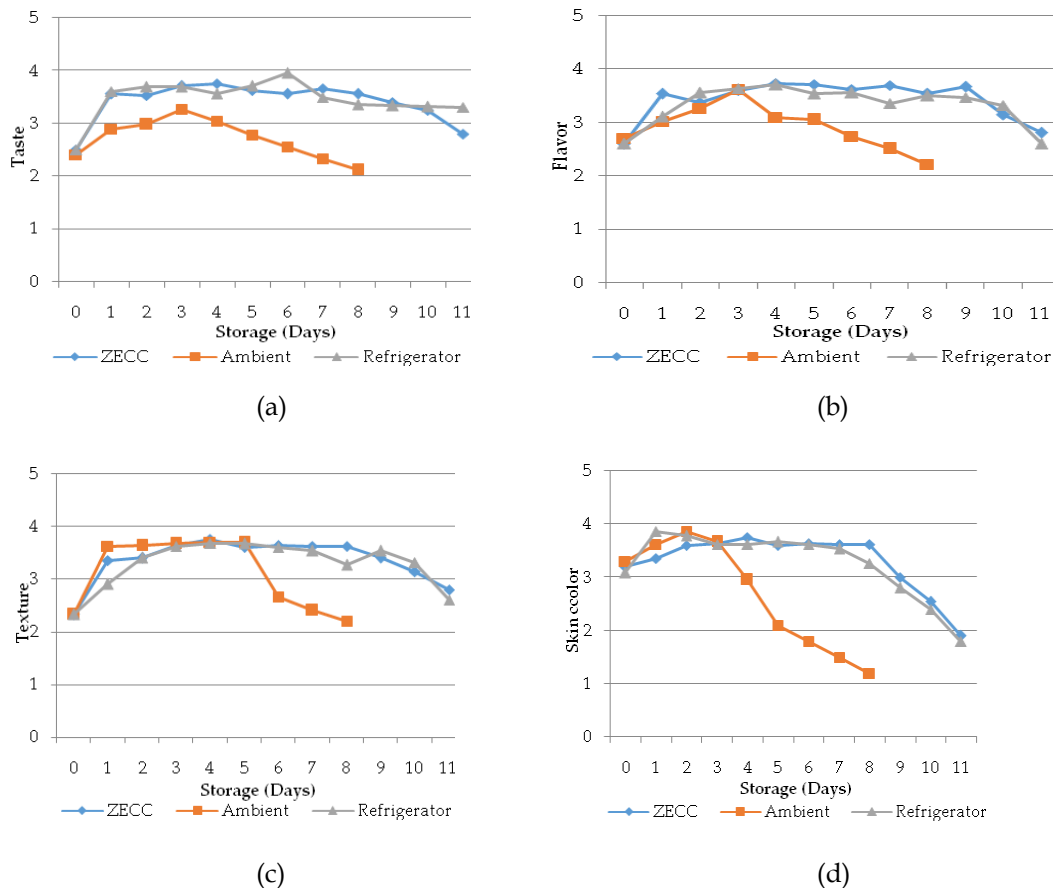 5
4
3
2
1
0
Taste
0 1 2 3 4 5 6 7 8 9 10 11
Storage (Days)
ZECC Ambient Refrigerator
(a)
5
4
3
2
1
0
Flavor
0 1 2 3 4 5 6 7 8 9 10 11
Storage (Days)
ZECC Ambient Refrigerator
(b)
5
4
3
2
1
0
Texture
0 1 2 3 4 5 6 7 8 9 10 11
Storage (Days)
ZECC Ambient Refrigerator
(c)
5
4
3
2
1
0
Skin ccolor
0 1 2 3 4 5 6 7 8 9 10 11
Storage (Days)
ZECC Ambient Refrigerator
(d)